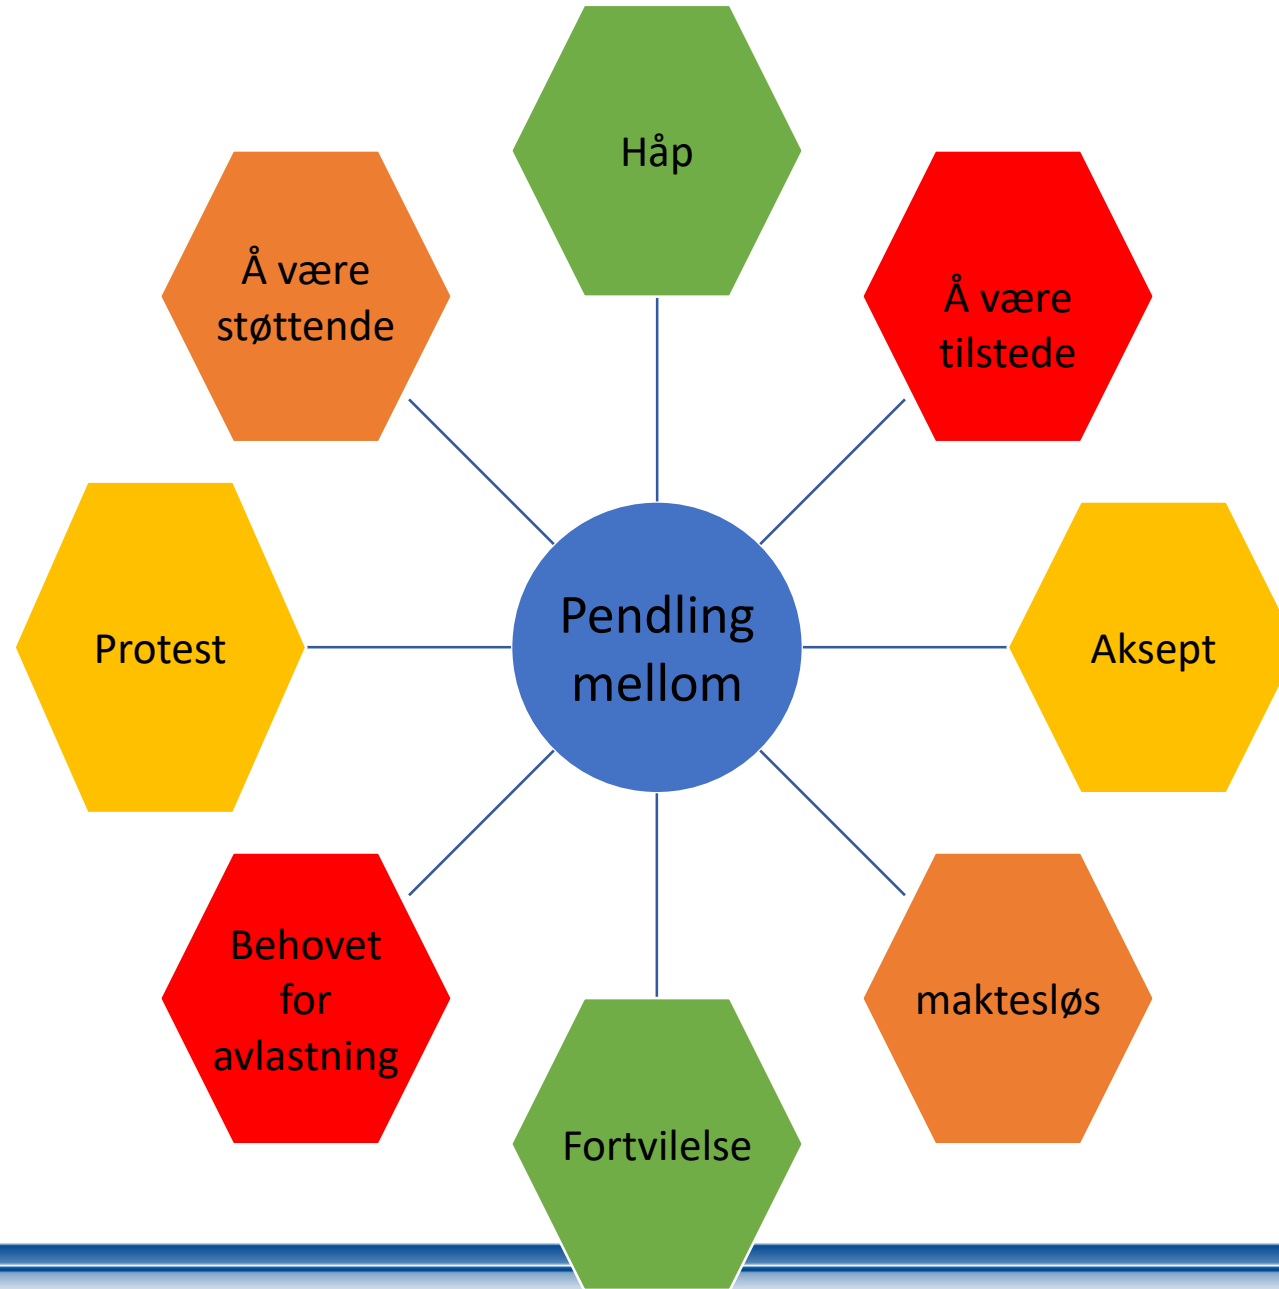 Håp
Å være
støttende
Å være
tilstede
Pendling
mellom
Protest
Aksept
Behovet
for
avlastning
maktesløs
Fortvilelse